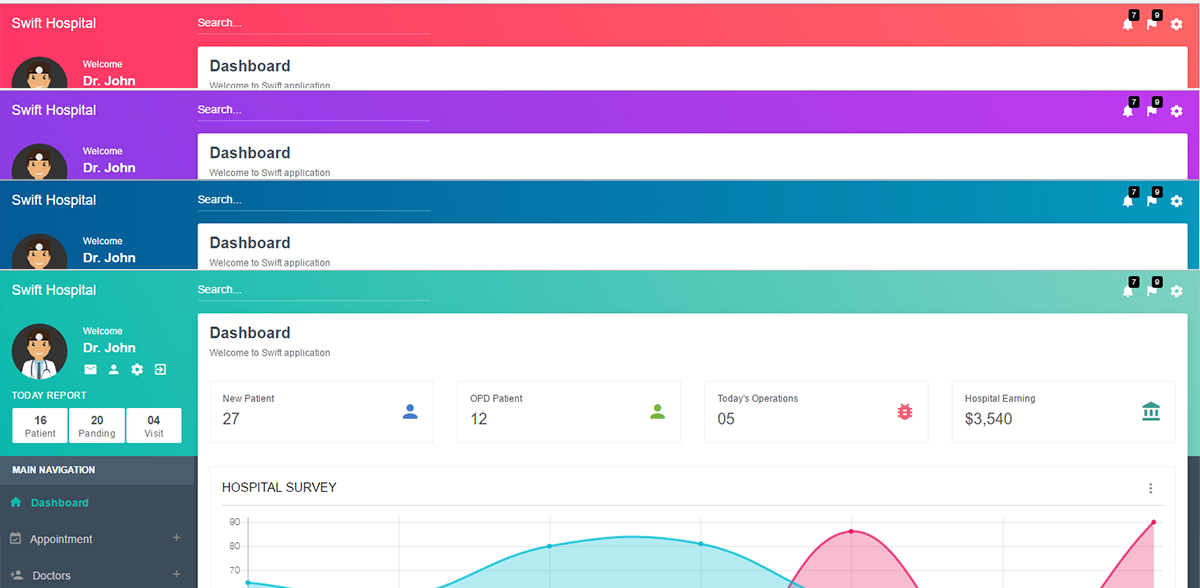 Swift Hospital
Search...
7
9
Welcome
Dr. John
Dashboard
Welcome to Swift application
Swift Hospital
Search...
7
9
Welcome
Dr. John
Dashboard
Welcome to Swift application
Swift Hospital
Search...
7
9
Welcome
Dr. John
Dashboard
Welcome to Swift application
Swift Hospital
Search...
7
9
Welcome
Dr. John
TODAY REPORT
16
Patient
20
Panding
04
Visit
MAIN NAVIGATION
Dashboard
Appointment +
Doctors +
Dashboard
Welcome to Swift application
New Patient
27
OPD Patient
12
Today's Operations
05
Hospital Earning
$3,540
HOSPITAL SURVEY
90
80
70